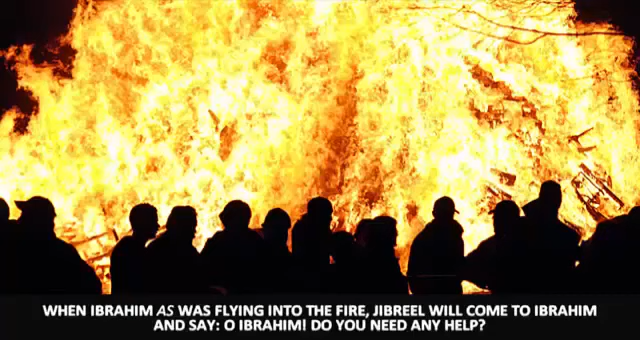 WHEN IBRAHIM AS WAS FLYING INTO THE FIRE, JIBREEL WILL COME TO IBRAHIM
AND SAY: O IBRAHIM! DO YOU NEED ANY HELP?